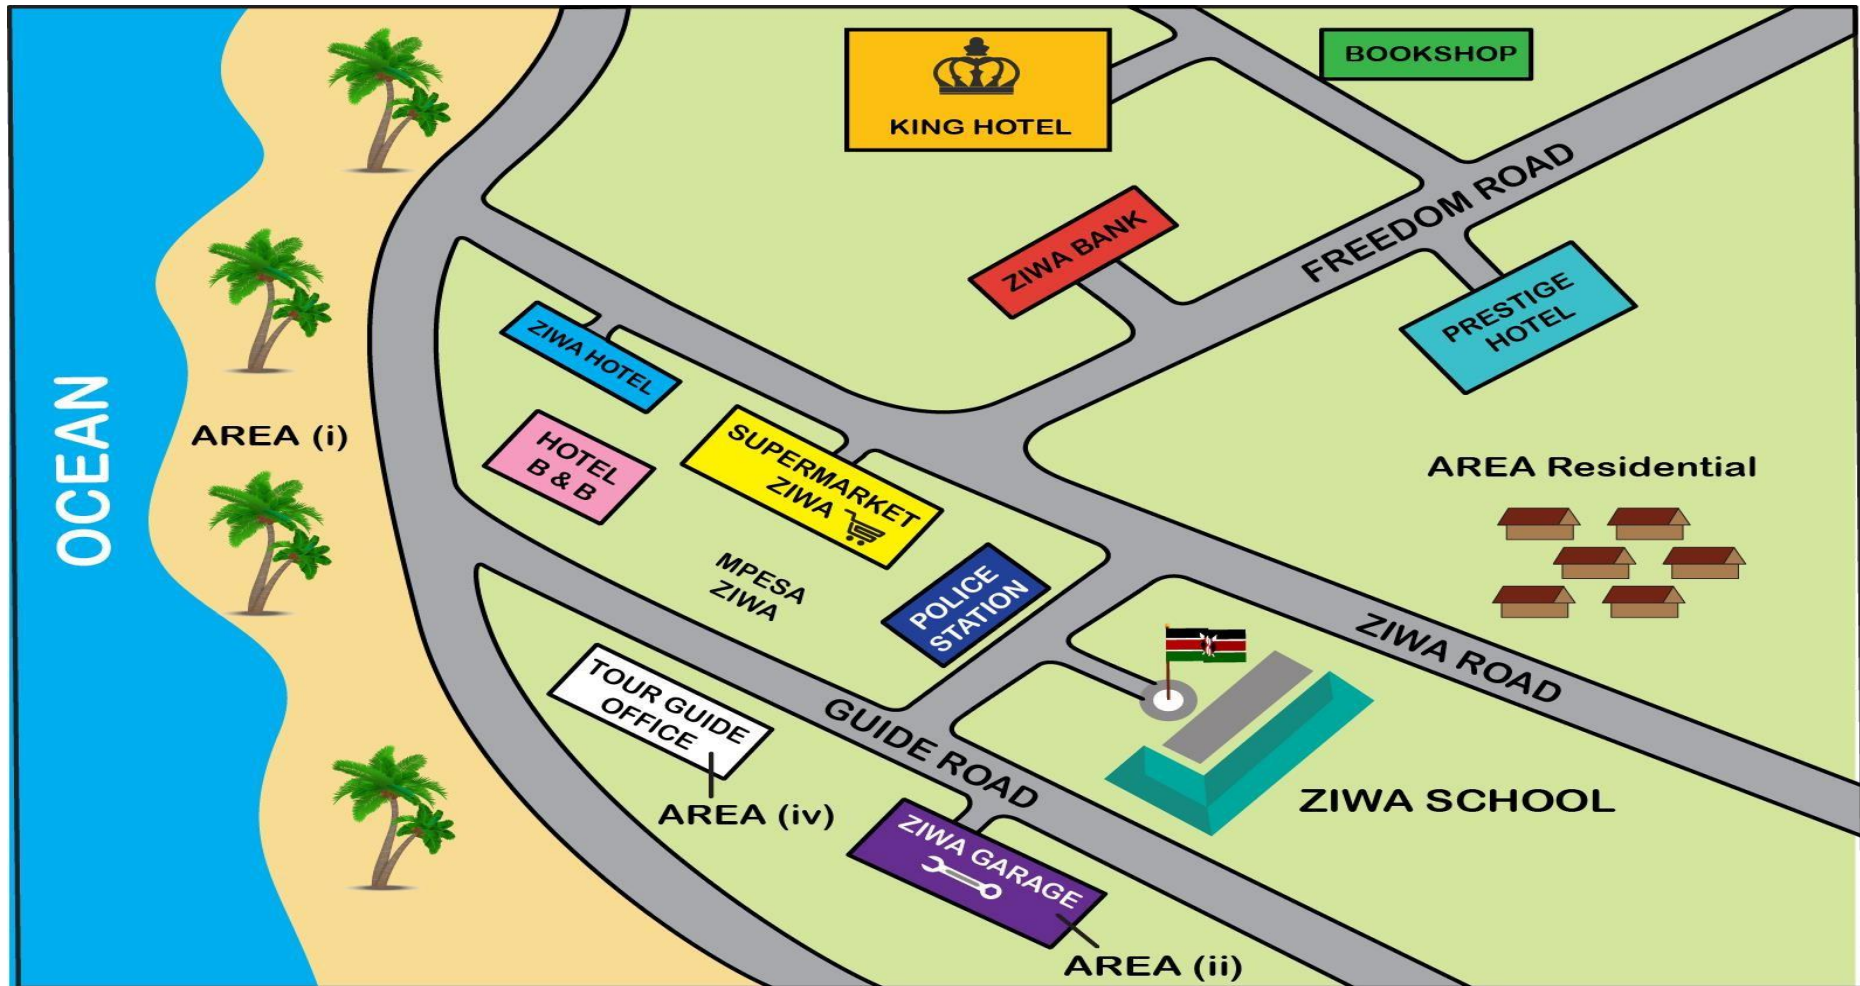 BOOKSHOP
KING HOTEL
FREEDOM ROAD
ZIWA BANK
PRESTIGE
HOTEL
ZIWA HOTEL
OCEAN
AREA (i)
HOTEL
B & B
SUPERMARKET
ZIWA
AREA Residential
MPESA
ZIWA
POLICE
STATION
ZIWA ROAD
TOUR GUIDE
OFFICE
GUIDE ROAD
AREA (iv)
ZIWA SCHOOL
ZIWA GARAGE
AREA (ii)